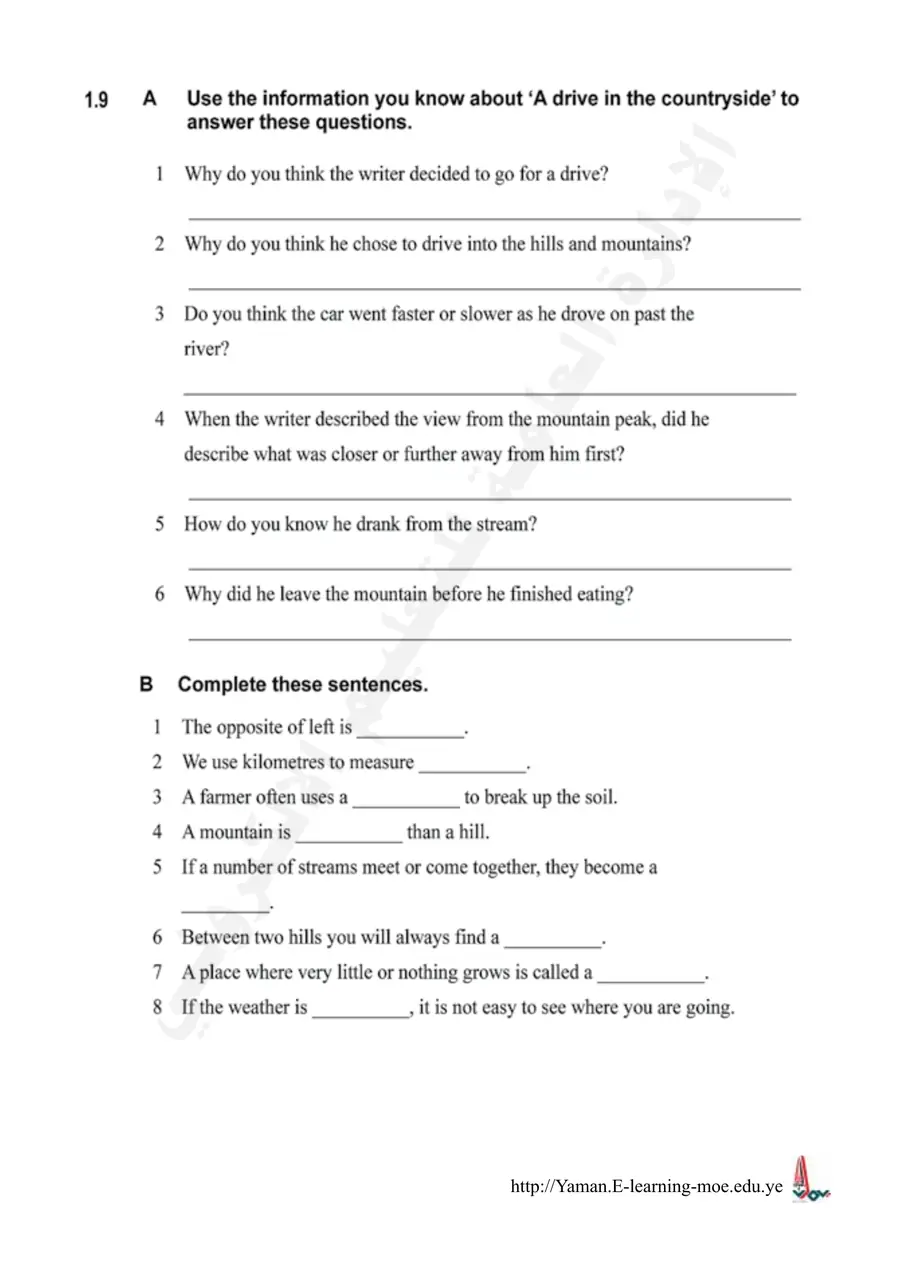 1.9 A Use the information you know about ‘A drive in the countryside’ to
answer these questions.
1 Why do you think the writer decided to go for a drive?
2 Why do you think he chose to drive into the hills and mountains?
3 Do you think the car went faster or slower as he drove on past the
river?
4 When the writer described the view from the mountain peak, did he
describe what was closer or further away from him first?
5 How do you know he drank from the stream?
6 Why did he leave the mountain before he finished eating?
B Complete these sentences.
1 The opposite of left is ___________.
2 We use kilometres to measure ___________.
3 A farmer often uses a ___________ to break up the soil.
4 A mountain is ___________ than a hill.
5 If a number of streams meet or come together, they become a
_________.
6 Between two hills you will always find a __________.
7 A place where very little or nothing grows is called a ___________.
8 If the weather is __________, it is not easy to see where you are going.
الإدارة العامة للتعليم الالكتروني
http://Yaman.E-learning-moe.edu.ye